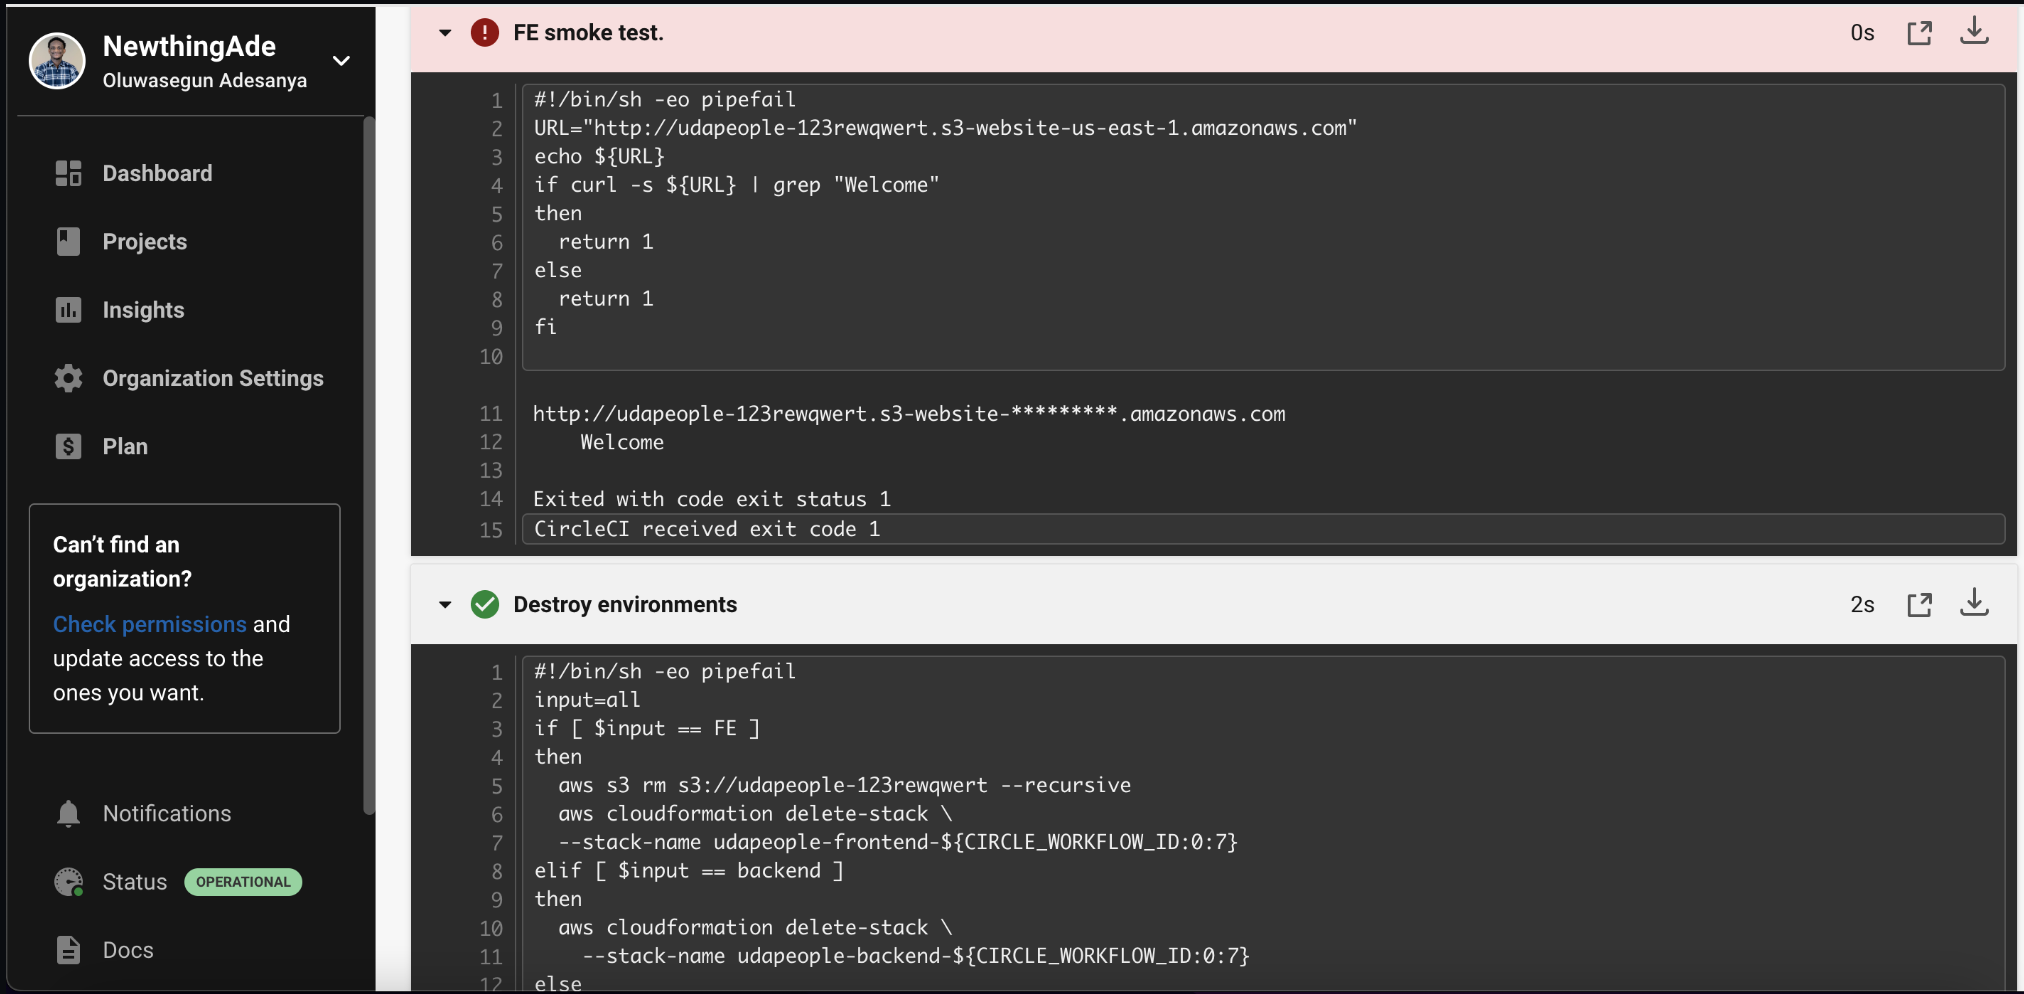 NewthingAde
Oluwasegun Adesanya
Dashboard
Projects
Insights
Organization Settings
Plan
Can’t find an
organization?
Check permissions and
update access to the
ones you want.
Notifications
Status OPERATIONAL
Docs
FE smoke test. 0s
1 #!/bin/sh -eo pipefail
2 URL="http://udapeople-123rewqwert.s3-website-us-east-1.amazonaws.com"
3 echo ${URL}
4 if curl -s ${URL} | grep "Welcome"
5 then
6   return 1
7 else
8   return 1
9 fi
10
11 http://udapeople-123rewqwert.s3-website-*********.amazonaws.com
12     Welcome
13
14 Exited with code exit status 1
15 CircleCI received exit code 1
Destroy environments 2s
1 #!/bin/sh -eo pipefail
2 input=all
3 if [ $input == FE ]
4 then
5   aws s3 rm s3://udapeople-123rewqwert --recursive
6   aws cloudformation delete-stack \
7   --stack-name udapeople-frontend-${CIRCLE_WORKFLOW_ID:0:7}
8 elif [ $input == backend ]
9 then
10   aws cloudformation delete-stack \
11     --stack-name udapeople-backend-${CIRCLE_WORKFLOW_ID:0:7}
12 else